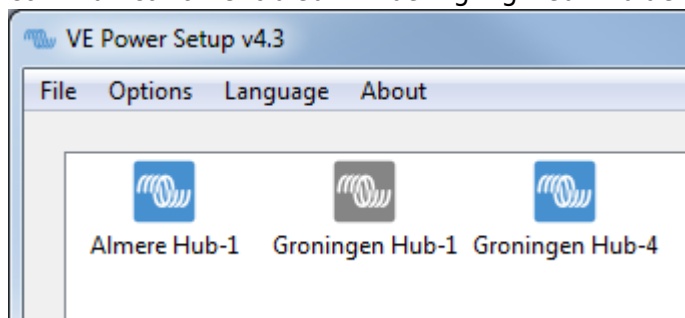 VE Power Setup v4.3
File Options Language About
Almere Hub-1 Groningen Hub-1 Groningen Hub-4